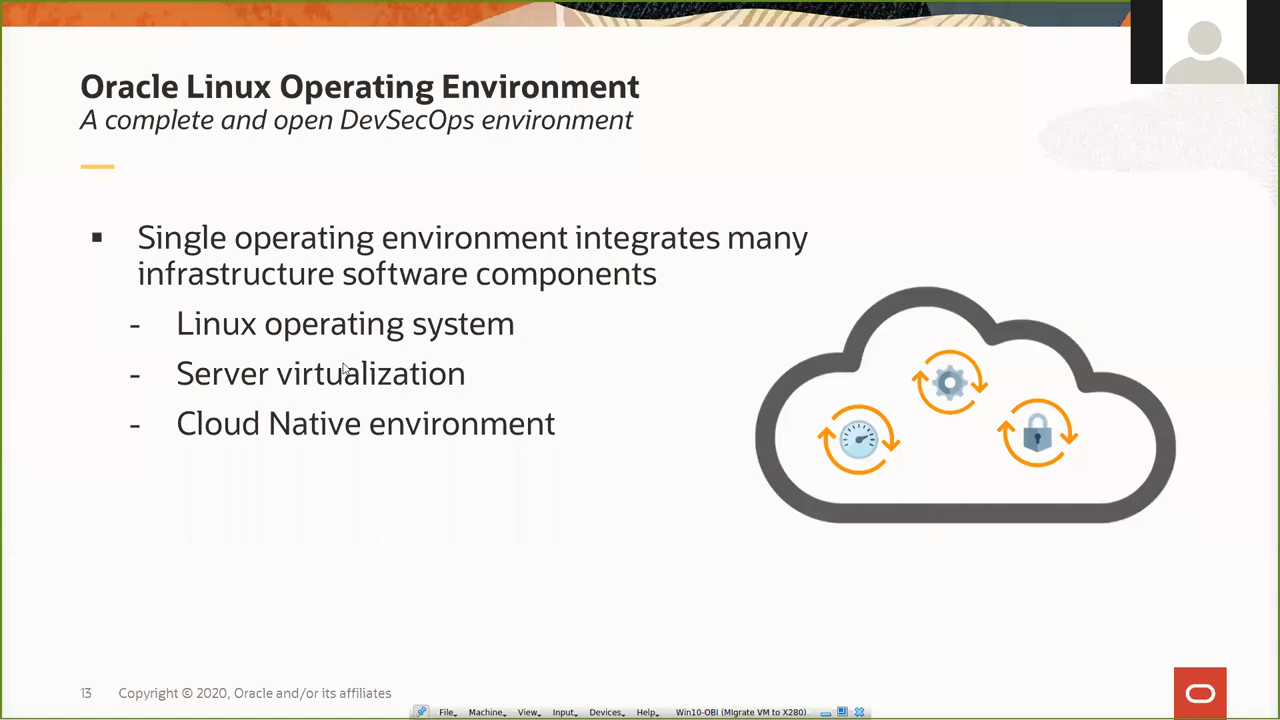 Oracle Linux Operating Environment
A complete and open DevSecOps environment
▪ Single operating environment integrates many
infrastructure software components
- Linux operating system
- Server virtualization
- Cloud Native environment
13 Copyright © 2020, Oracle and/or its affiliates
File Machine View Input Devices Help Win10-OBI (MIgrate VM to X280)